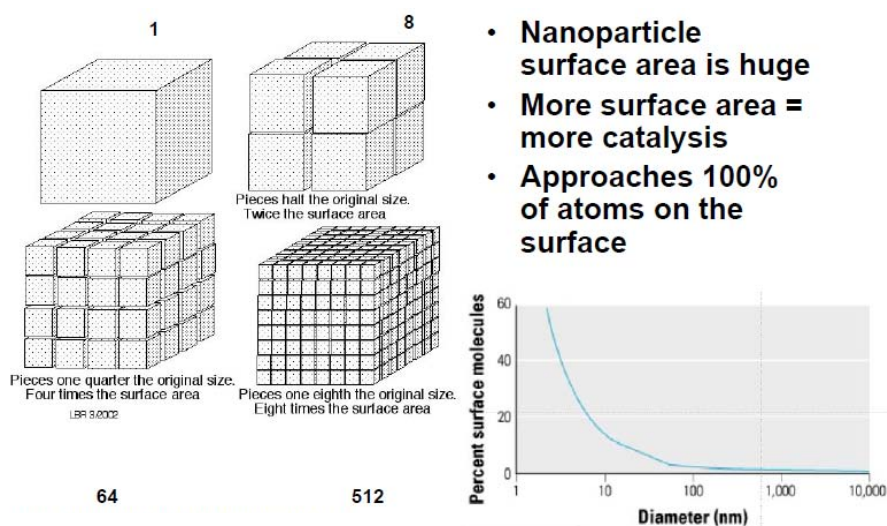 1
8
Pieces half the original size.
Twice the surface area
Pieces one quarter the original size.
Four times the surface area
LBR 3/2002
Pieces one eighth the original size.
Eight times the surface area
64
512
• Nanoparticle
surface area is huge
• More surface area =
more catalysis
• Approaches 100%
of atoms on the
surface
Percent surface molecules
60
40
20
0
1
10
100
1,000
10,000
Diameter (nm)